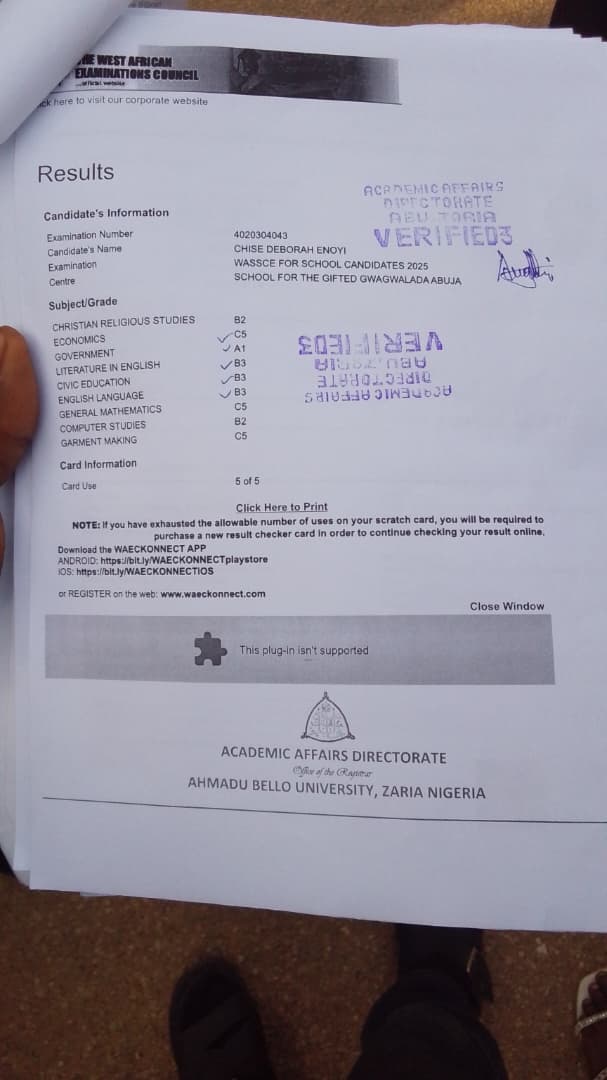 THE WEST AFRICAN
EXAMINATIONS COUNCIL
here to visit our corporate website
Results
Candidate's Information
Examination Number 4020304043
Candidate's Name CHISE DEBORAH ENOYI
Examination WASSCE FOR SCHOOL CANDIDATES 2025
Centre SCHOOL FOR THE GIFTED GWAGWALADA ABUJA
ACADEMIC AFFAIRS
DIRECTORATE
ABU ZARIA
VERIFIED3
Subject/Grade
CHRISTIAN RELIGIOUS STUDIES B2
ECONOMICS C5
GOVERNMENT A1
LITERATURE IN ENGLISH B3
CIVIC EDUCATION B3
ENGLISH LANGUAGE B3
GENERAL MATHEMATICS C5
COMPUTER STUDIES B2
GARMENT MAKING C5
ACADEMIC AFFAIRS
DIRECTORATE
ABU ZARIA
VERIFIED3
Card Information
Card Use 5 of 5
Click Here to Print
NOTE: If you have exhausted the allowable number of uses on your scratch card, you will be required to
purchase a new result checker card in order to continue checking your result online.
Download the WAECKONNECT APP
ANDROID: https://bit.ly/WAECKONNECTplaystore
IOS: https://bit.ly/WAECKONNECTIOS
or REGISTER on the web: www.waeckonnect.com
Close Window
This plug-in isn't supported
ACADEMIC AFFAIRS DIRECTORATE
Office of the Registrar
AHMADU BELLO UNIVERSITY, ZARIA NIGERIA